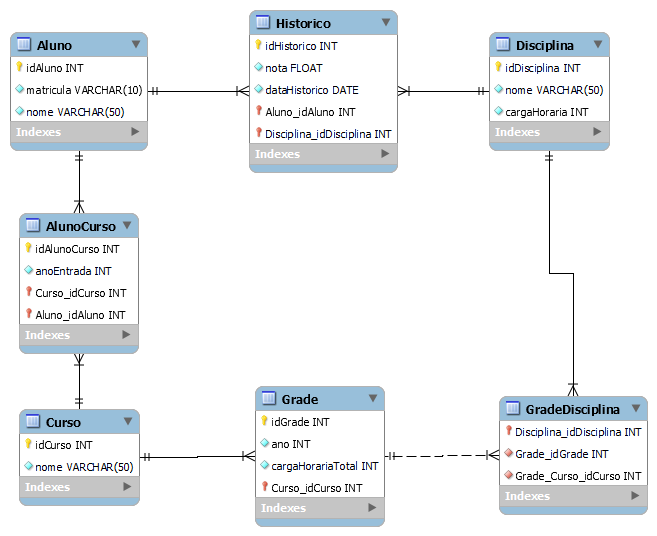 Aluno
idAluno INT
matricula VARCHAR(10)
nome VARCHAR(50)
Indexes
Historico
idHistorico INT
nota FLOAT
dataHistorico DATE
Aluno_idAluno INT
Disciplina_idDisciplina INT
Indexes
Disciplina
idDisciplina INT
nome VARCHAR(50)
cargaHoraria INT
Indexes
AlunoCurso
idAlunoCurso INT
anoEntrada INT
Curso_idCurso INT
Aluno_idAluno INT
Indexes
Curso
idCurso INT
nome VARCHAR(50)
Indexes
Grade
idGrade INT
ano INT
cargaHorariaTotal INT
Curso_idCurso INT
Indexes
GradeDisciplina
Disciplina_idDisciplina INT
Grade_idGrade INT
Grade_Curso_idCurso INT
Indexes